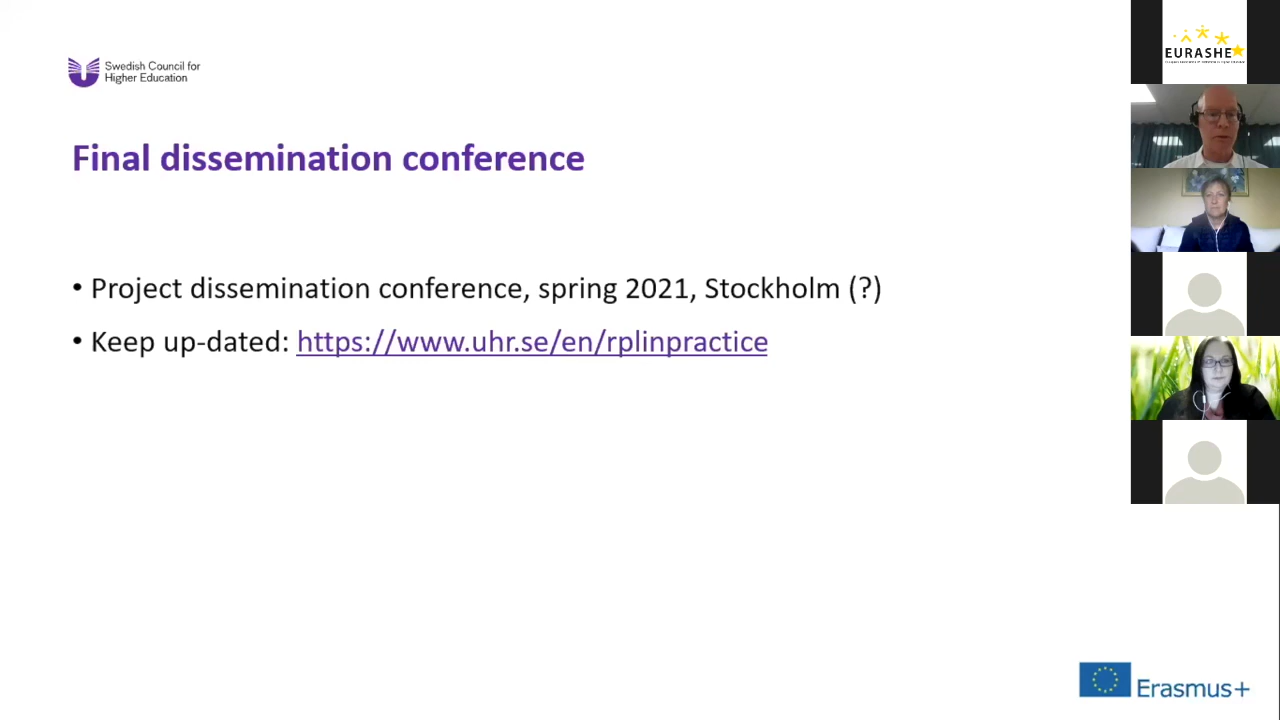 Swedish Council for
Higher Education
Final dissemination conference
• Project dissemination conference, spring 2021, Stockholm (?)
• Keep up-dated: https://www.uhr.se/en/rplinpractice
EURASHE
Erasmus+